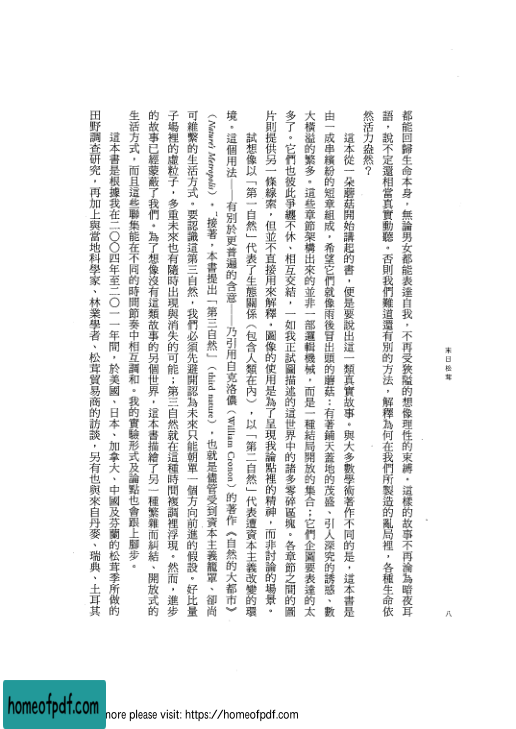 末日松茸
八
都能回歸生命本身。無論男女都能表達自我，不再受狹隘的想像理性的束縛。這樣的故事不再淪為暗夜耳
語，說不定還相當真實動聽。否則我們難道還有別的方法，解釋為何在我們所製造的亂局裡，各種生命依
然活力盎然？
這本從一朵蘑菇開始講起的書，便是要說出這一類真實故事。與大多數學術著作不同的是，這本書是
由一成串繽紛的短章組成，希望它們就像雨後冒出頭的蘑菇：有著鋪天蓋地的茂盛、引人深究的誘惑、數
大橫溢的繁多。這些章節架構出來的並非一部邏輯機械，而是一種結局開放的集合；它們企圖要表達的太
多了。它們也彼此爭纏不休、相互交結，一如我正試圖描述的這世界中的諸多零碎區塊。各章節之間的圖
片則提供另一條線索，但並不直接用來解釋，圖像的使用是為了呈現我論點裡的精神，而非討論的場景。
試想像以「第一自然」代表了生態關係（包含人類在內），以「第二自然」代表遭資本主義改變的環
境。這個用法——有別於更普遍的含意——乃引用自克洛儂（William Cronon）的著作《自然的大都市》
（Nature's Metropolis）。接著，本書提出「第三自然」（third nature），也就是儘管受到資本主義籠罩、卻尚
可維繫的生活方式。要認識這第三自然，我們必須先避開認為未來只能朝單一個方向前進的假設。好比量
子場裡的虛粒子，多重未來也有隨時出現與消失的可能；第三自然就在這種時間複調裡浮現。然而，進步
的故事已經蒙蔽了我們。為了想像沒有這類故事的另個世界，這本書描繪了另一種繁雜而糾結、開放式的
生活方式，而且這些聯集能在不同的時間節奏中相互調和。我的實驗形式及論點也會跟上腳步。
這本書是根據我在二〇〇四年至二〇一一年間，於美國、日本、加拿大、中國及芬蘭的松茸季所做的
田野調查研究，再加上與當地科學家、林業學者、松茸貿易商的訪談，另有也與來自丹麥、瑞典、土耳其
homeofpdf.com
more please visit: https://homeofpdf.com